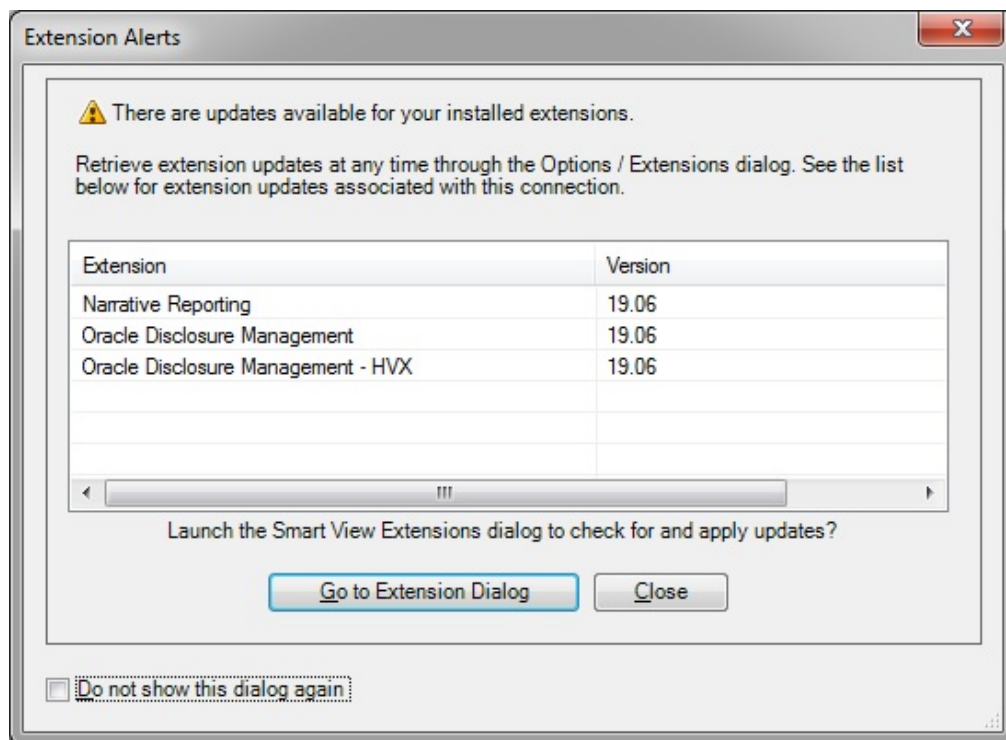 Extension Alerts
There are updates available for your installed extensions.
Retrieve extension updates at any time through the Options / Extensions dialog. See the list
below for extension updates associated with this connection.
Extension Version
Narrative Reporting 19.06
Oracle Disclosure Management 19.06
Oracle Disclosure Management - HVX 19.06
Launch the Smart View Extensions dialog to check for and apply updates?
Go to Extension Dialog Close
Do not show this dialog again